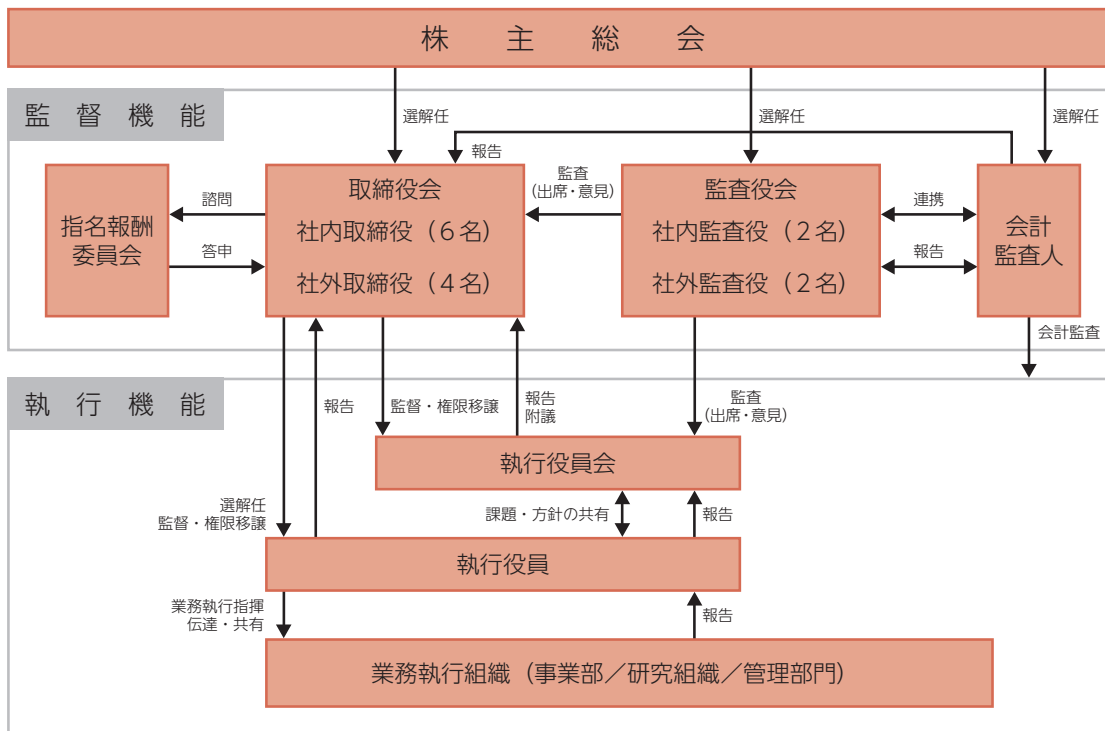 株主総会
選解任
選解任
選解任
監督機能
報告
指名報酬
委員会
諮問
答申
取締役会
社内取締役（６名）
社外取締役（４名）
監査
（出席・意見）
監査役会
社内監査役（２名）
社外監査役（２名）
連携
報告
会計
監査人
会計監査
執行機能
報告
監督・権限移譲
報告
附議
監査
（出席・意見）
執行役員会
選解任
監督・権限移譲
課題・方針の共有
報告
執行役員
業務執行指揮
伝達・共有
報告
業務執行組織（事業部／研究組織／管理部門）